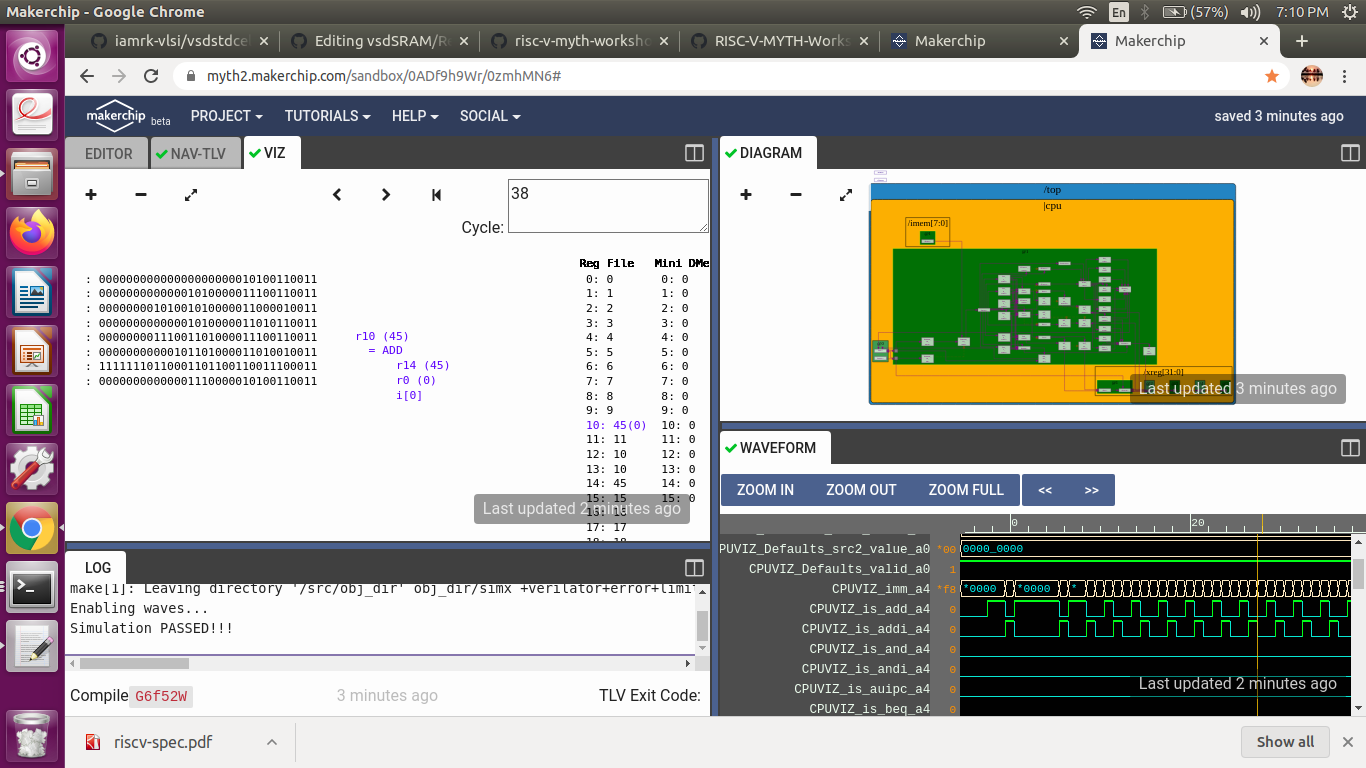 Makerchip - Google Chrome
En
(57%)
7:10 PM
iamrk-vlsi/vsdstdce
Editing vsdSRAM/R
risc-v-myth-worksho
RISC-V-MYTH-Works
Makerchip
Makerchip
myth2.makerchip.com/sandbox/0ADf9h9Wr/0zmhMN6#
makerchip beta
PROJECT
TUTORIALS
HELP
SOCIAL
saved 3 minutes ago
EDITOR
NAV-TLV
VIZ
DIAGRAM
38
Cycle:
Reg File Mini DMe
: 00000000000000000000010100110011 0: 0 0: 0
: 00000000000001010000011100110011 1: 1 1: 0
: 00000000101001010000011000010011 2: 2 2: 0
: 00000000000001010000011010110011 3: 3 3: 0
: 00000000111001101000011100110011 r10 (45) 4: 4 4: 0
: 00000000000101101000011010010011 = ADD 5: 5 5: 0
: 11111110110001101100110011100011 r14 (45) 6: 6 6: 0
: 00000000000001110000010100110011 r0 (0) 7: 7 7: 0
i[0] 8: 8 8: 0
9: 9 9: 0
10: 45(0) 10: 0
11: 11 11: 0
12: 10 12: 0
13: 10 13: 0
14: 45 14: 0
15: 15 15: 0
Last updated 2 minutes ago
17: 17 
/top
|cpu
/imem[7:0]
/xreg[31:0]
Last updated 3 minutes ago
WAVEFORM
ZOOM IN
ZOOM OUT
ZOOM FULL
<<
>>
0 20
PUVIZ_Defaults_src2_value_a0 *00 0000_0000
CPUVIZ_Defaults_valid_a0 1
CPUVIZ_imm_a4 *f8 *0000 *0000 *
CPUVIZ_is_add_a4 0
CPUVIZ_is_addi_a4 0
CPUVIZ_is_and_a4 0
CPUVIZ_is_andi_a4 0
CPUVIZ_is_auipc_a4 0
CPUVIZ_is_beq_a4 0
Last updated 2 minutes ago
LOG
make[1]: Leaving directory '/src/obj_dir' obj_dir/simx +verilator+error+limi
Enabling waves...
Simulation PASSED!!!
Compile G6f52W
3 minutes ago
TLV Exit Code:
riscv-spec.pdf
Show all